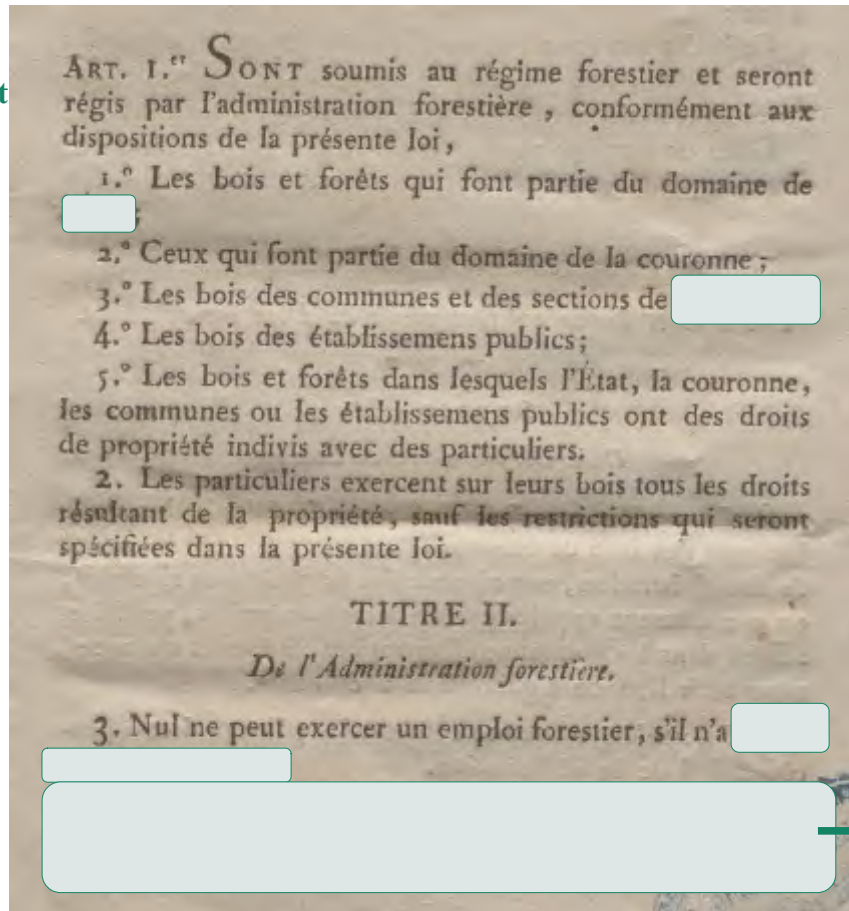 t
ART. 1.er SONT soumis au régime forestier et seront
régis par l'administration forestière, conformément aux
dispositions de la présente loi,
1.° Les bois et forêts qui font partie du domaine de
;
2.° Ceux qui font partie du domaine de la couronne;
3.° Les bois des communes et des sections de
4.° Les bois des établissemens publics;
5.° Les bois et forêts dans lesquels l'État, la couronne,
les communes ou les établissemens publics ont des droits
de propriété indivis avec des particuliers.
2. Les particuliers exercent sur leurs bois tous les droits
résultant de la propriété, sauf les restrictions qui seront
spécifiées dans la présente loi.
TITRE II.
De l'Administration forestière.
3. Nul ne peut exercer un emploi forestier, s'il n'a